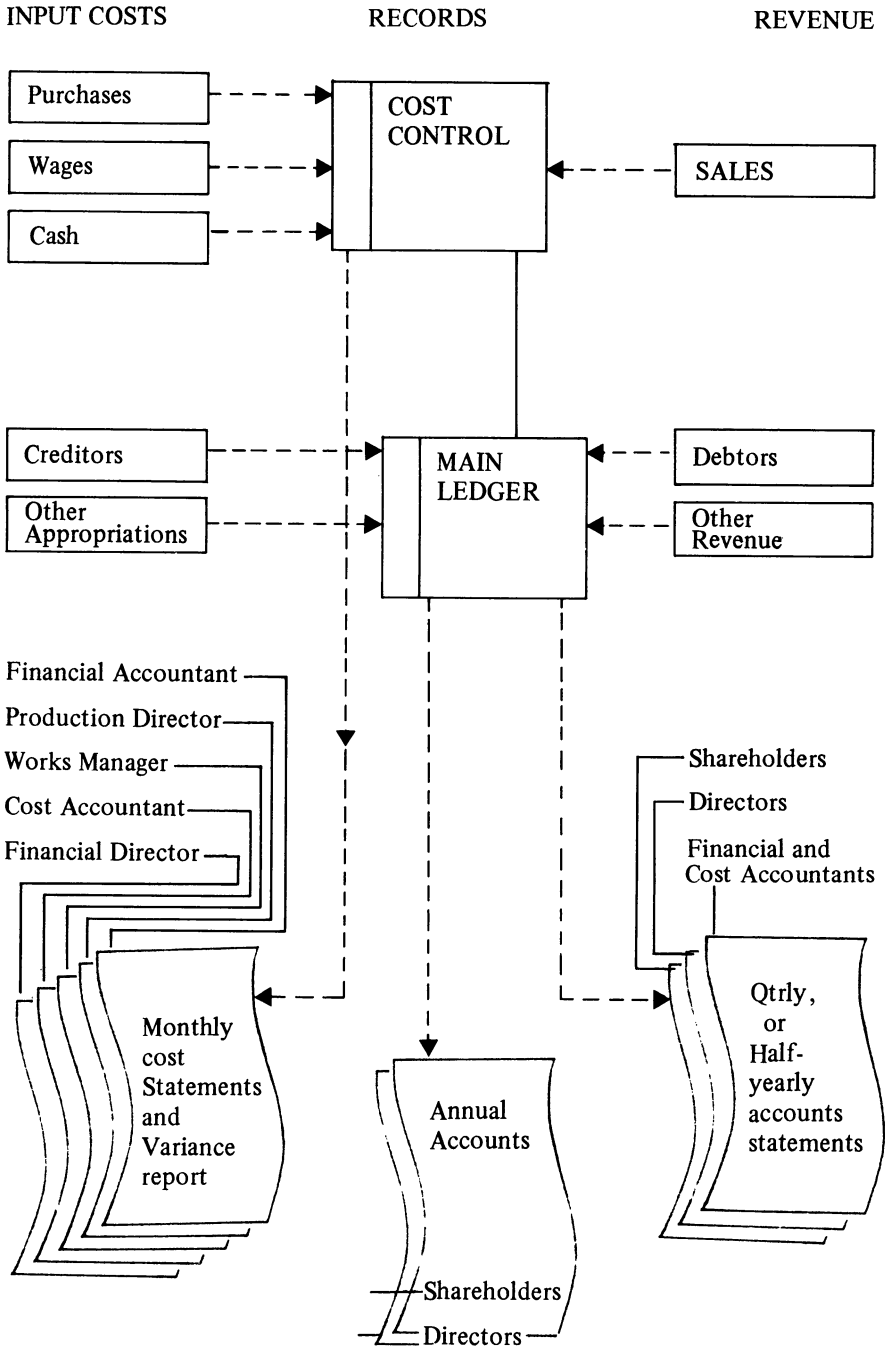 INPUT COSTS
RECORDS
REVENUE
Purchases
Wages
Cash
COST
CONTROL
SALES
Creditors
Other
Appropriations
MAIN
LEDGER
Debtors
Other
Revenue
Financial Accountant
Production Director
Works Manager
Cost Accountant
Financial Director
Shareholders
Directors
Financial and
Cost Accountants
Monthly
cost
Statements
and
Variance
report
Annual
Accounts
Shareholders
Directors
Qtrly,
or
Half-
yearly
accounts
statements